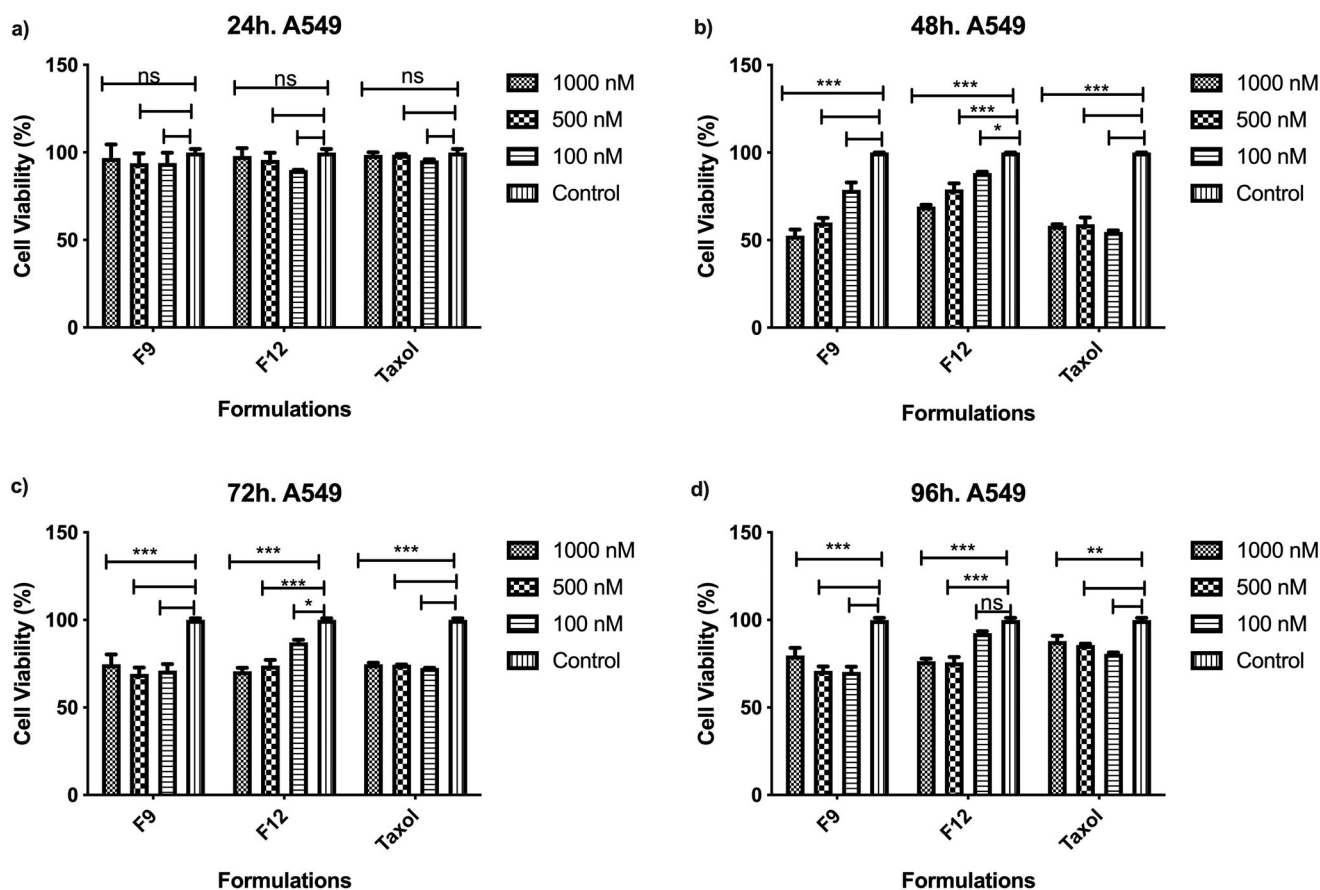 a)
24h. A549
Cell Viability (%)
150
100
50
0
ns
ns
ns
F9
F12
Taxol
Formulations
1000 nM
500 nM
100 nM
Control
b)
48h. A549
Cell Viability (%)
150
100
50
0
***
***
***
*
***
F9
F12
Taxol
Formulations
1000 nM
500 nM
100 nM
Control
c)
72h. A549
Cell Viability (%)
150
100
50
0
***
***
***
*
***
F9
F12
Taxol
Formulations
1000 nM
500 nM
100 nM
Control
d)
96h. A549
Cell Viability (%)
150
100
50
0
***
***
***
ns
**
F9
F12
Taxol
Formulations
1000 nM
500 nM
100 nM
Control